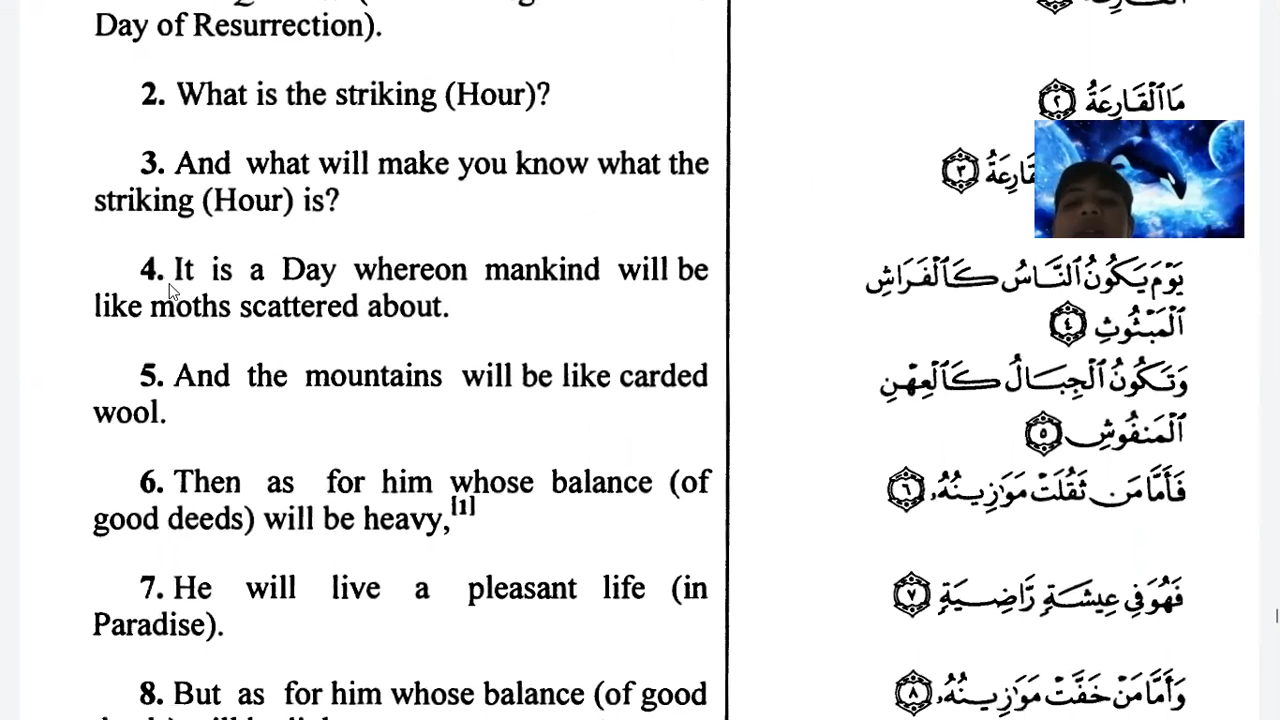 Day of Resurrection).
2. What is the striking (Hour)?
3. And what will make you know what the
striking (Hour) is?
4. It is a Day whereon mankind will be
like moths scattered about.
5. And the mountains will be like carded
wool.
6. Then as for him whose balance (of
good deeds) will be heavy,[1]
7. He will live a pleasant life (in
Paradise).
8. But as for him whose balance (of good
مَا ٱلْقَارِعَةُ ٢
٣
يَوْمَ يَكُونُ ٱلنَّاسُ كَٱلْفَرَاشِ
ٱلْمَبْثُوثِ ٤
وَتَكُونُ ٱلْجِبَالُ كَٱلْعِهْنِ
ٱلْمَنفُوشِ ٥
فَأَمَّا مَن ثَقُلَتْ مَوَٰزِينُهُۥ ٦
فَهُوَ فِى عِيشَةٍ رَّاضِيَةٍ ٧
وَأَمَّا مَنْ خَفَّتْ مَوَٰزِينُهُۥ ٨